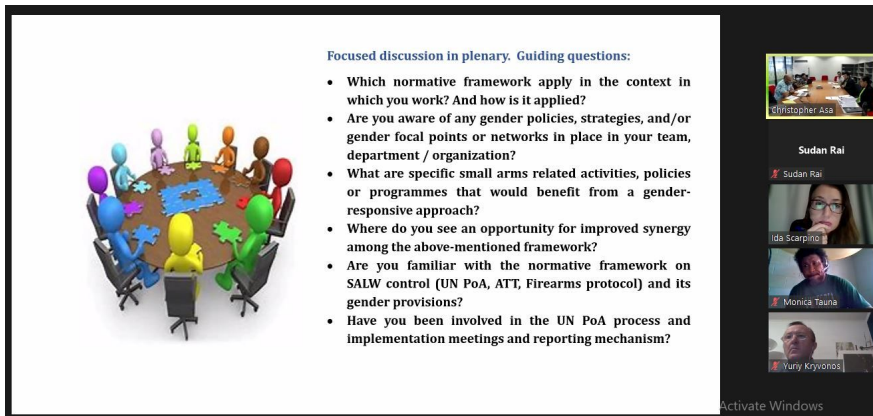 Focused discussion in plenary. Guiding questions:
• Which normative framework apply in the context in
which you work? And how is it applied?
• Are you aware of any gender policies, strategies, and/or
gender focal points or networks in place in your team,
department / organization?
• What are specific small arms related activities, policies
or programmes that would benefit from a gender-
responsive approach?
• Where do you see an opportunity for improved synergy
among the above-mentioned framework?
• Are you familiar with the normative framework on
SALW control (UN PoA, ATT, Firearms protocol) and its
gender provisions?
• Have you been involved in the UN PoA process and
implementation meetings and reporting mechanism?
Christopher Asa
Sudan Rai
Sudan Rai
Ida Scarpino
Monica Tauna
Yuriy Kryvonos
Activate Windows